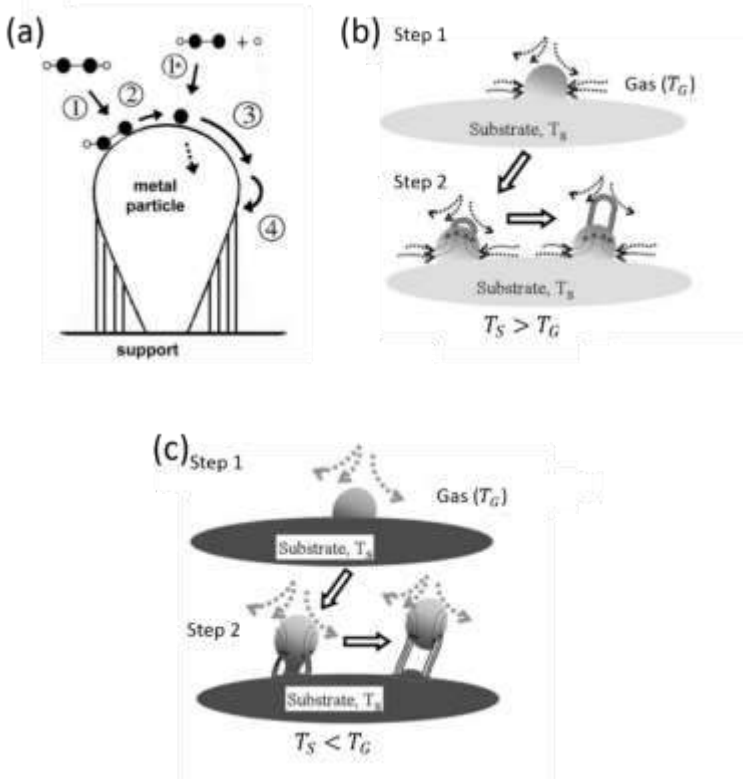 (a)
+
①
②
①*
③
④
metal
particle
support
(b)
Step 1
Gas (T_G)
Substrate, T_S
Step 2
Substrate, T_S
T_S > T_G
(c)
Step 1
Gas (T_G)
Substrate, T_S
Step 2
Substrate, T_S
T_S < T_G